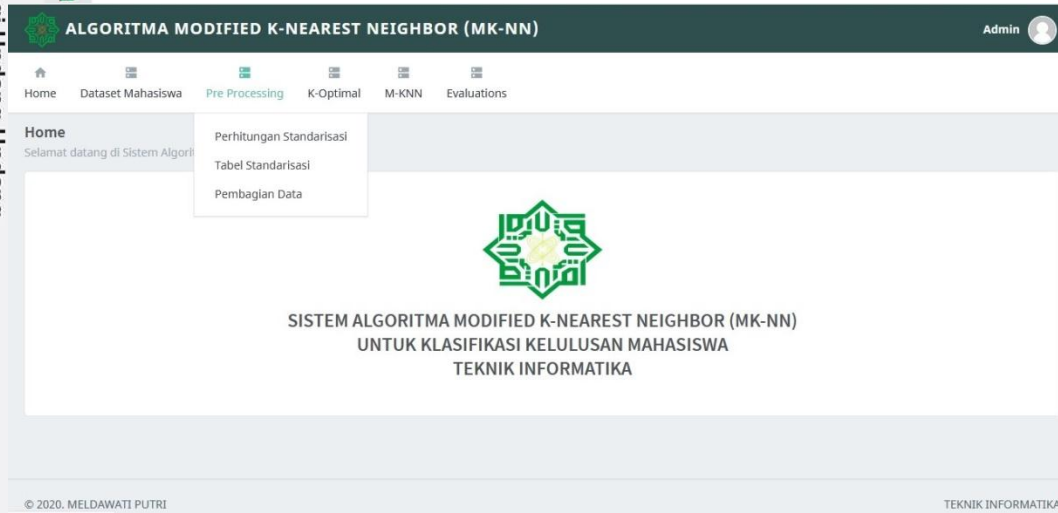 ALGORITMA MODIFIED K-NEAREST NEIGHBOR (MK-NN)
Admin
Home Dataset Mahasiswa Pre Processing K-Optimal M-KNN Evaluations
Home
Selamat datang di Sistem Algorit
Perhitungan Standarisasi
Tabel Standarisasi
Pembagian Data
SISTEM ALGORITMA MODIFIED K-NEAREST NEIGHBOR (MK-NN)
UNTUK KLASIFIKASI KELULUSAN MAHASISWA
TEKNIK INFORMATIKA
© 2020. MELDAWATI PUTRI
TEKNIK INFORMATIKA